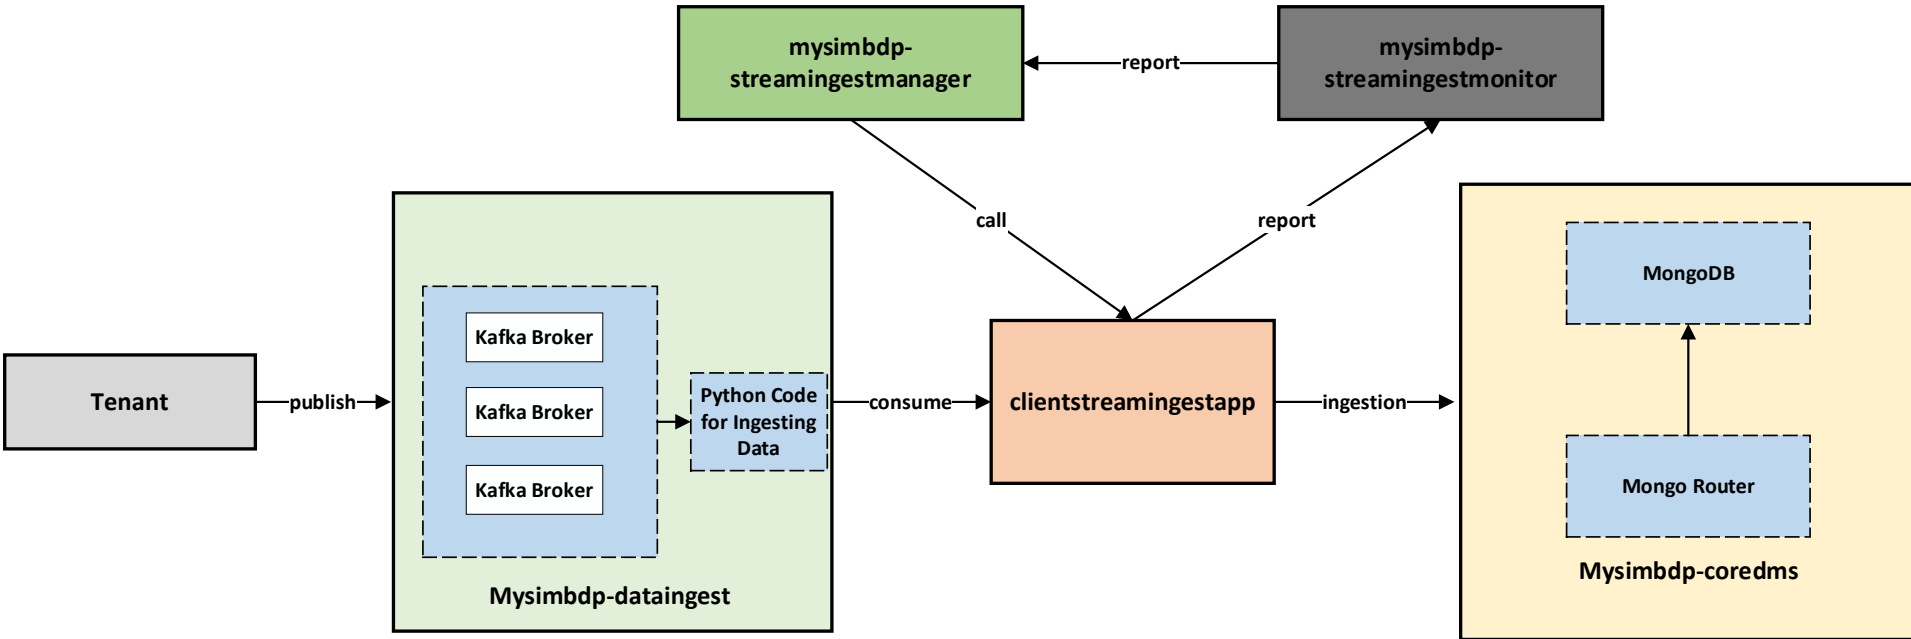 mysimbdp-
streamingestmanager
report
mysimbdp-
streamingestmonitor
call
report
Tenant
publish
Kafka Broker
Kafka Broker
Kafka Broker
Python Code
for Ingesting
Data
Mysimbdp-dataingest
consume
clientstreamingestapp
ingestion
MongoDB
Mongo Router
Mysimbdp-coredms